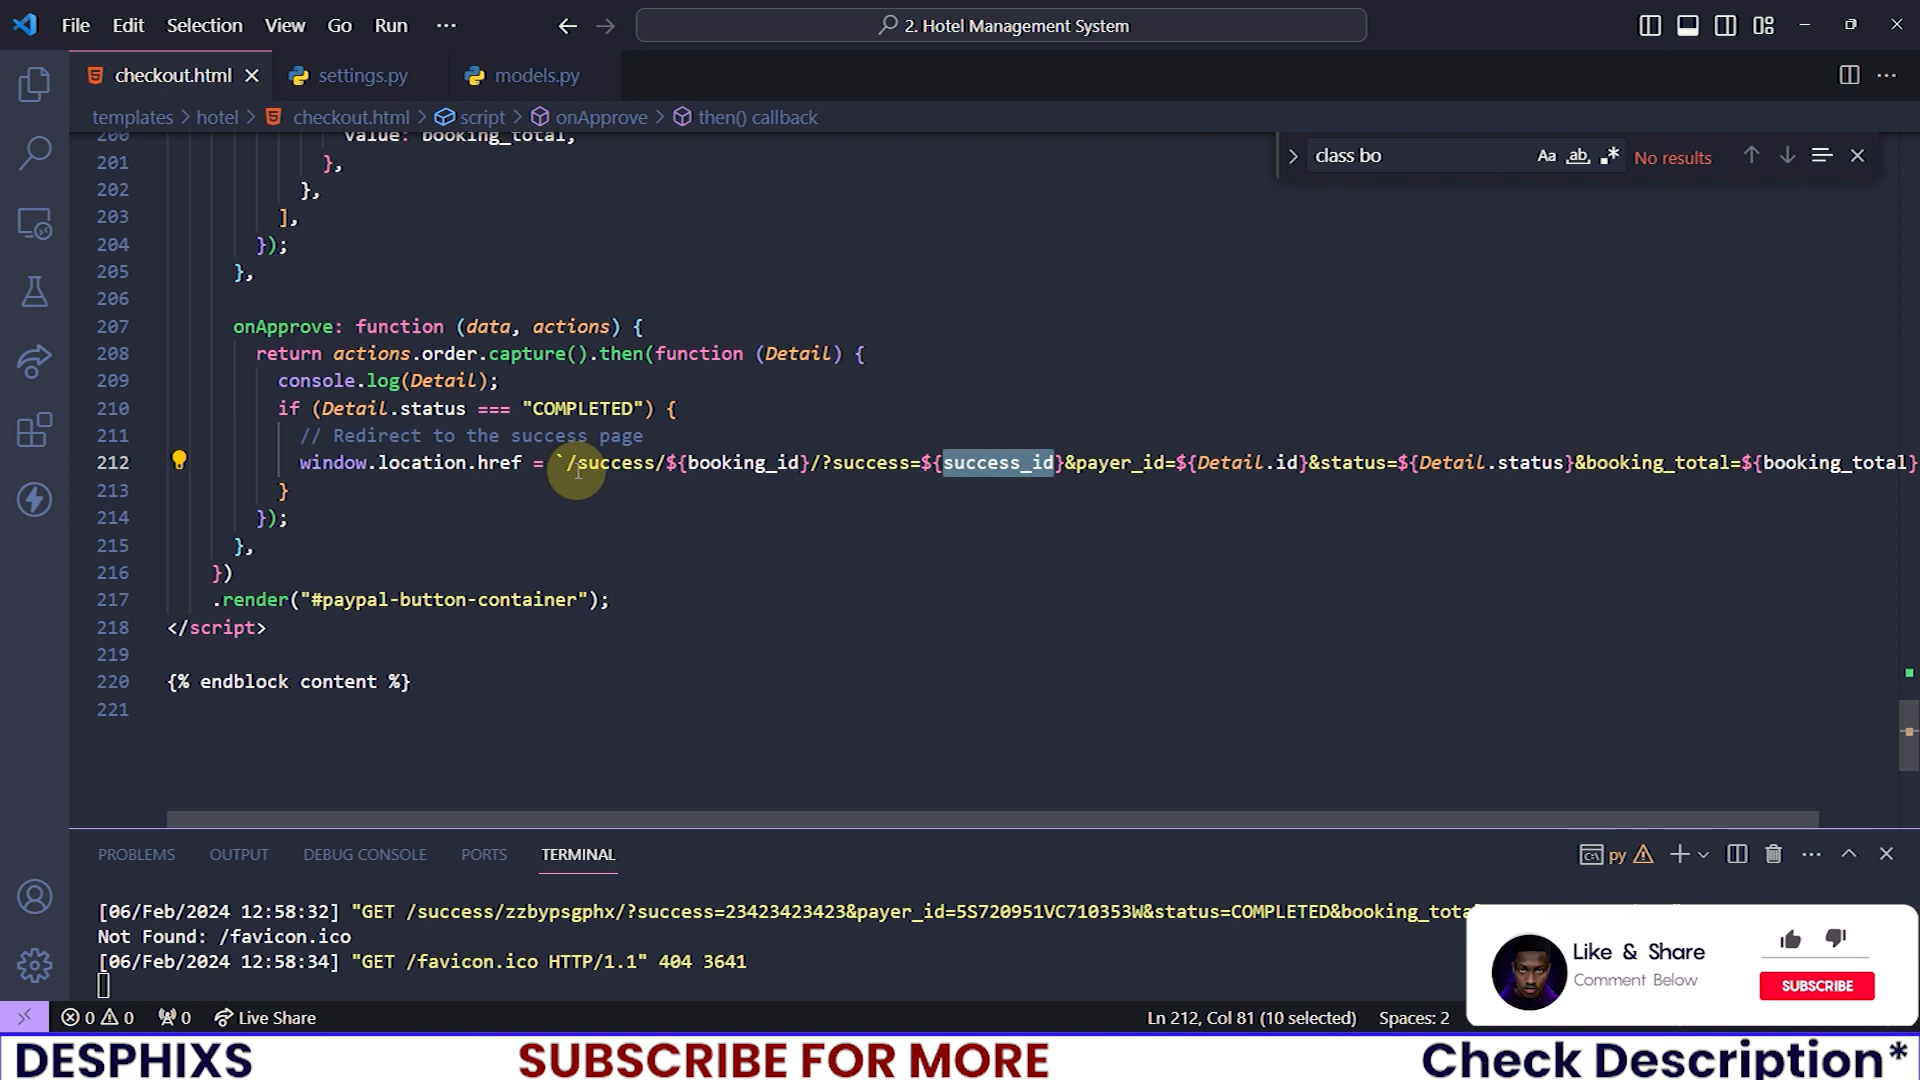 File Edit Selection View Go Run ··· 2. Hotel Management System
checkout.html settings.py models.py
templates > hotel > checkout.html > script > onApprove > then() callback
class bo Aa ab .* No results
200 value: booking_total,
201 },
202 },
203 ],
204 });
205 },
206
207 onApprove: function (data, actions) {
208 return actions.order.capture().then(function (Detail) {
209 console.log(Detail);
210 if (Detail.status === "COMPLETED") {
211 // Redirect to the success page
212 window.location.href = `/success/${booking_id}/?success=${success_id}&payer_id=${Detail.id}&status=${Detail.status}&booking_total=${booking_total}
213 }
214 });
215 },
216 })
217 .render("#paypal-button-container");
218 </script>
219
220 {% endblock content %}
221
PROBLEMS OUTPUT DEBUG CONSOLE PORTS TERMINAL py
[06/Feb/2024 12:58:32] "GET /success/zzbypsgphx/?success=23423423423&payer_id=5S720951VC710353W&status=COMPLETED&booking_tota
Not Found: /favicon.ico
[06/Feb/2024 12:58:34] "GET /favicon.ico HTTP/1.1" 404 3641
Like & Share
Comment Below
SUBSCRIBE
0 0 0 Live Share Ln 212, Col 81 (10 selected) Spaces: 2
DESPHIXS SUBSCRIBE FOR MORE Check Description*